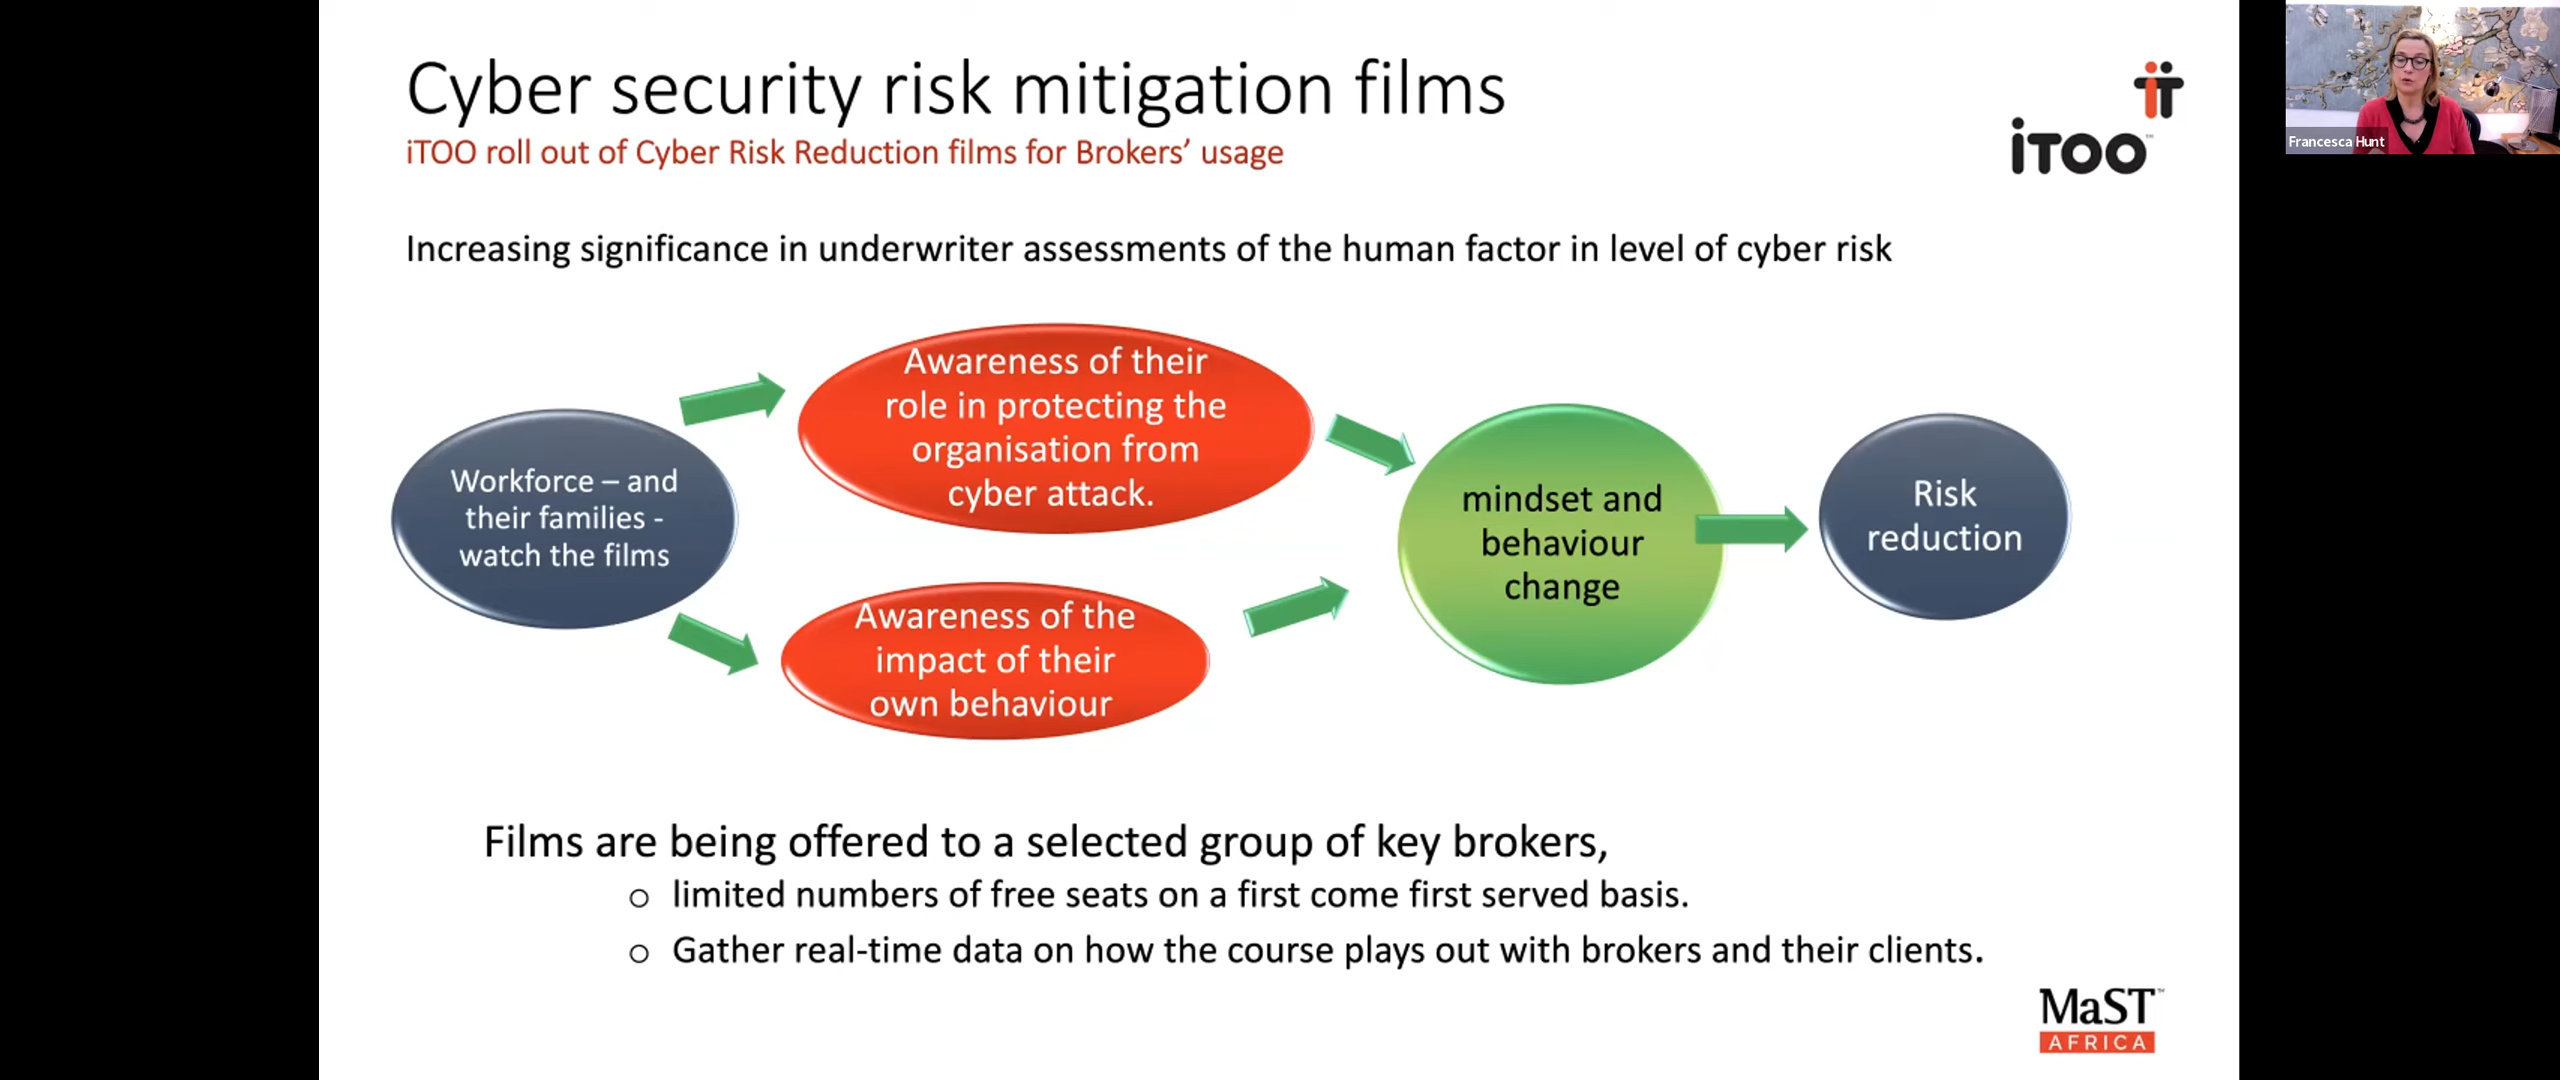 Cyber security risk mitigation films
iTOO roll out of Cyber Risk Reduction films for Brokers’ usage
iT
iTOO™
Francesca Hunt
Increasing significance in underwriter assessments of the human factor in level of cyber risk
Workforce – and
their families -
watch the films
Awareness of their
role in protecting the
organisation from
cyber attack.
Awareness of the
impact of their
own behaviour
mindset and
behaviour
change
Risk
reduction
Films are being offered to a selected group of key brokers,
o limited numbers of free seats on a first come first served basis.
o Gather real-time data on how the course plays out with brokers and their clients.
MaST™
AFRICA